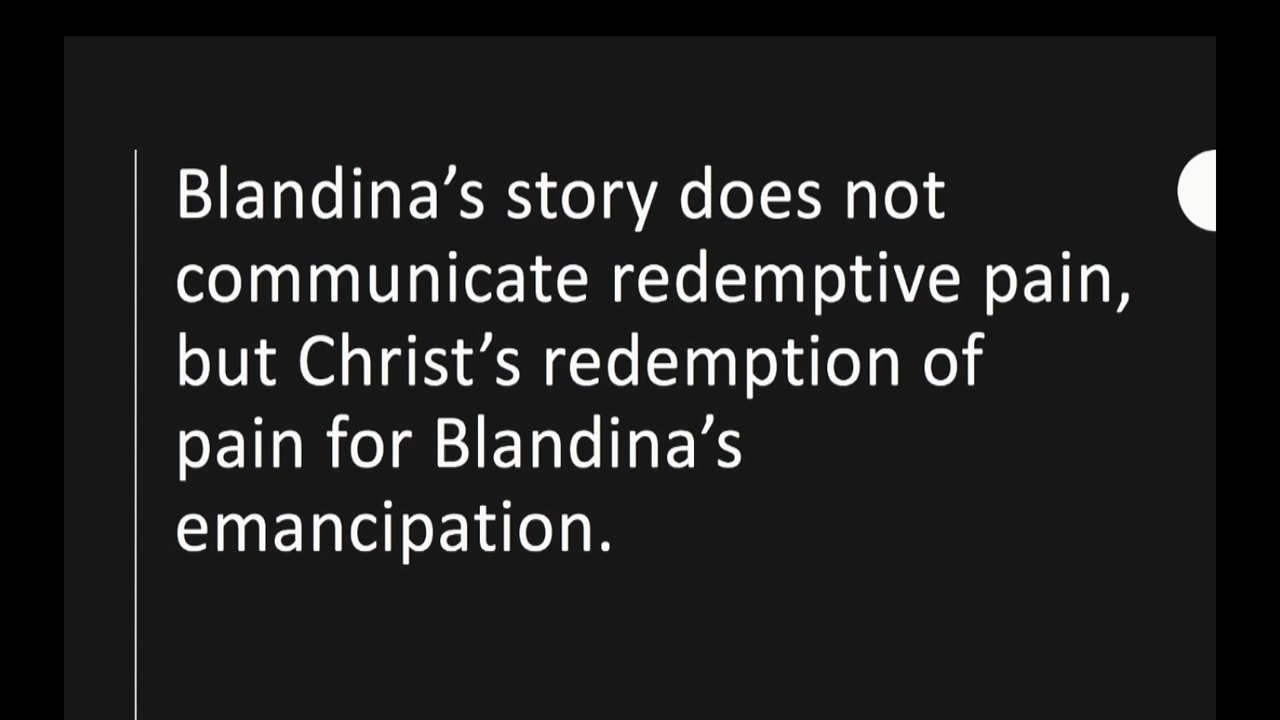 Blandina’s story does not
communicate redemptive pain,
but Christ’s redemption of
pain for Blandina’s
emancipation.